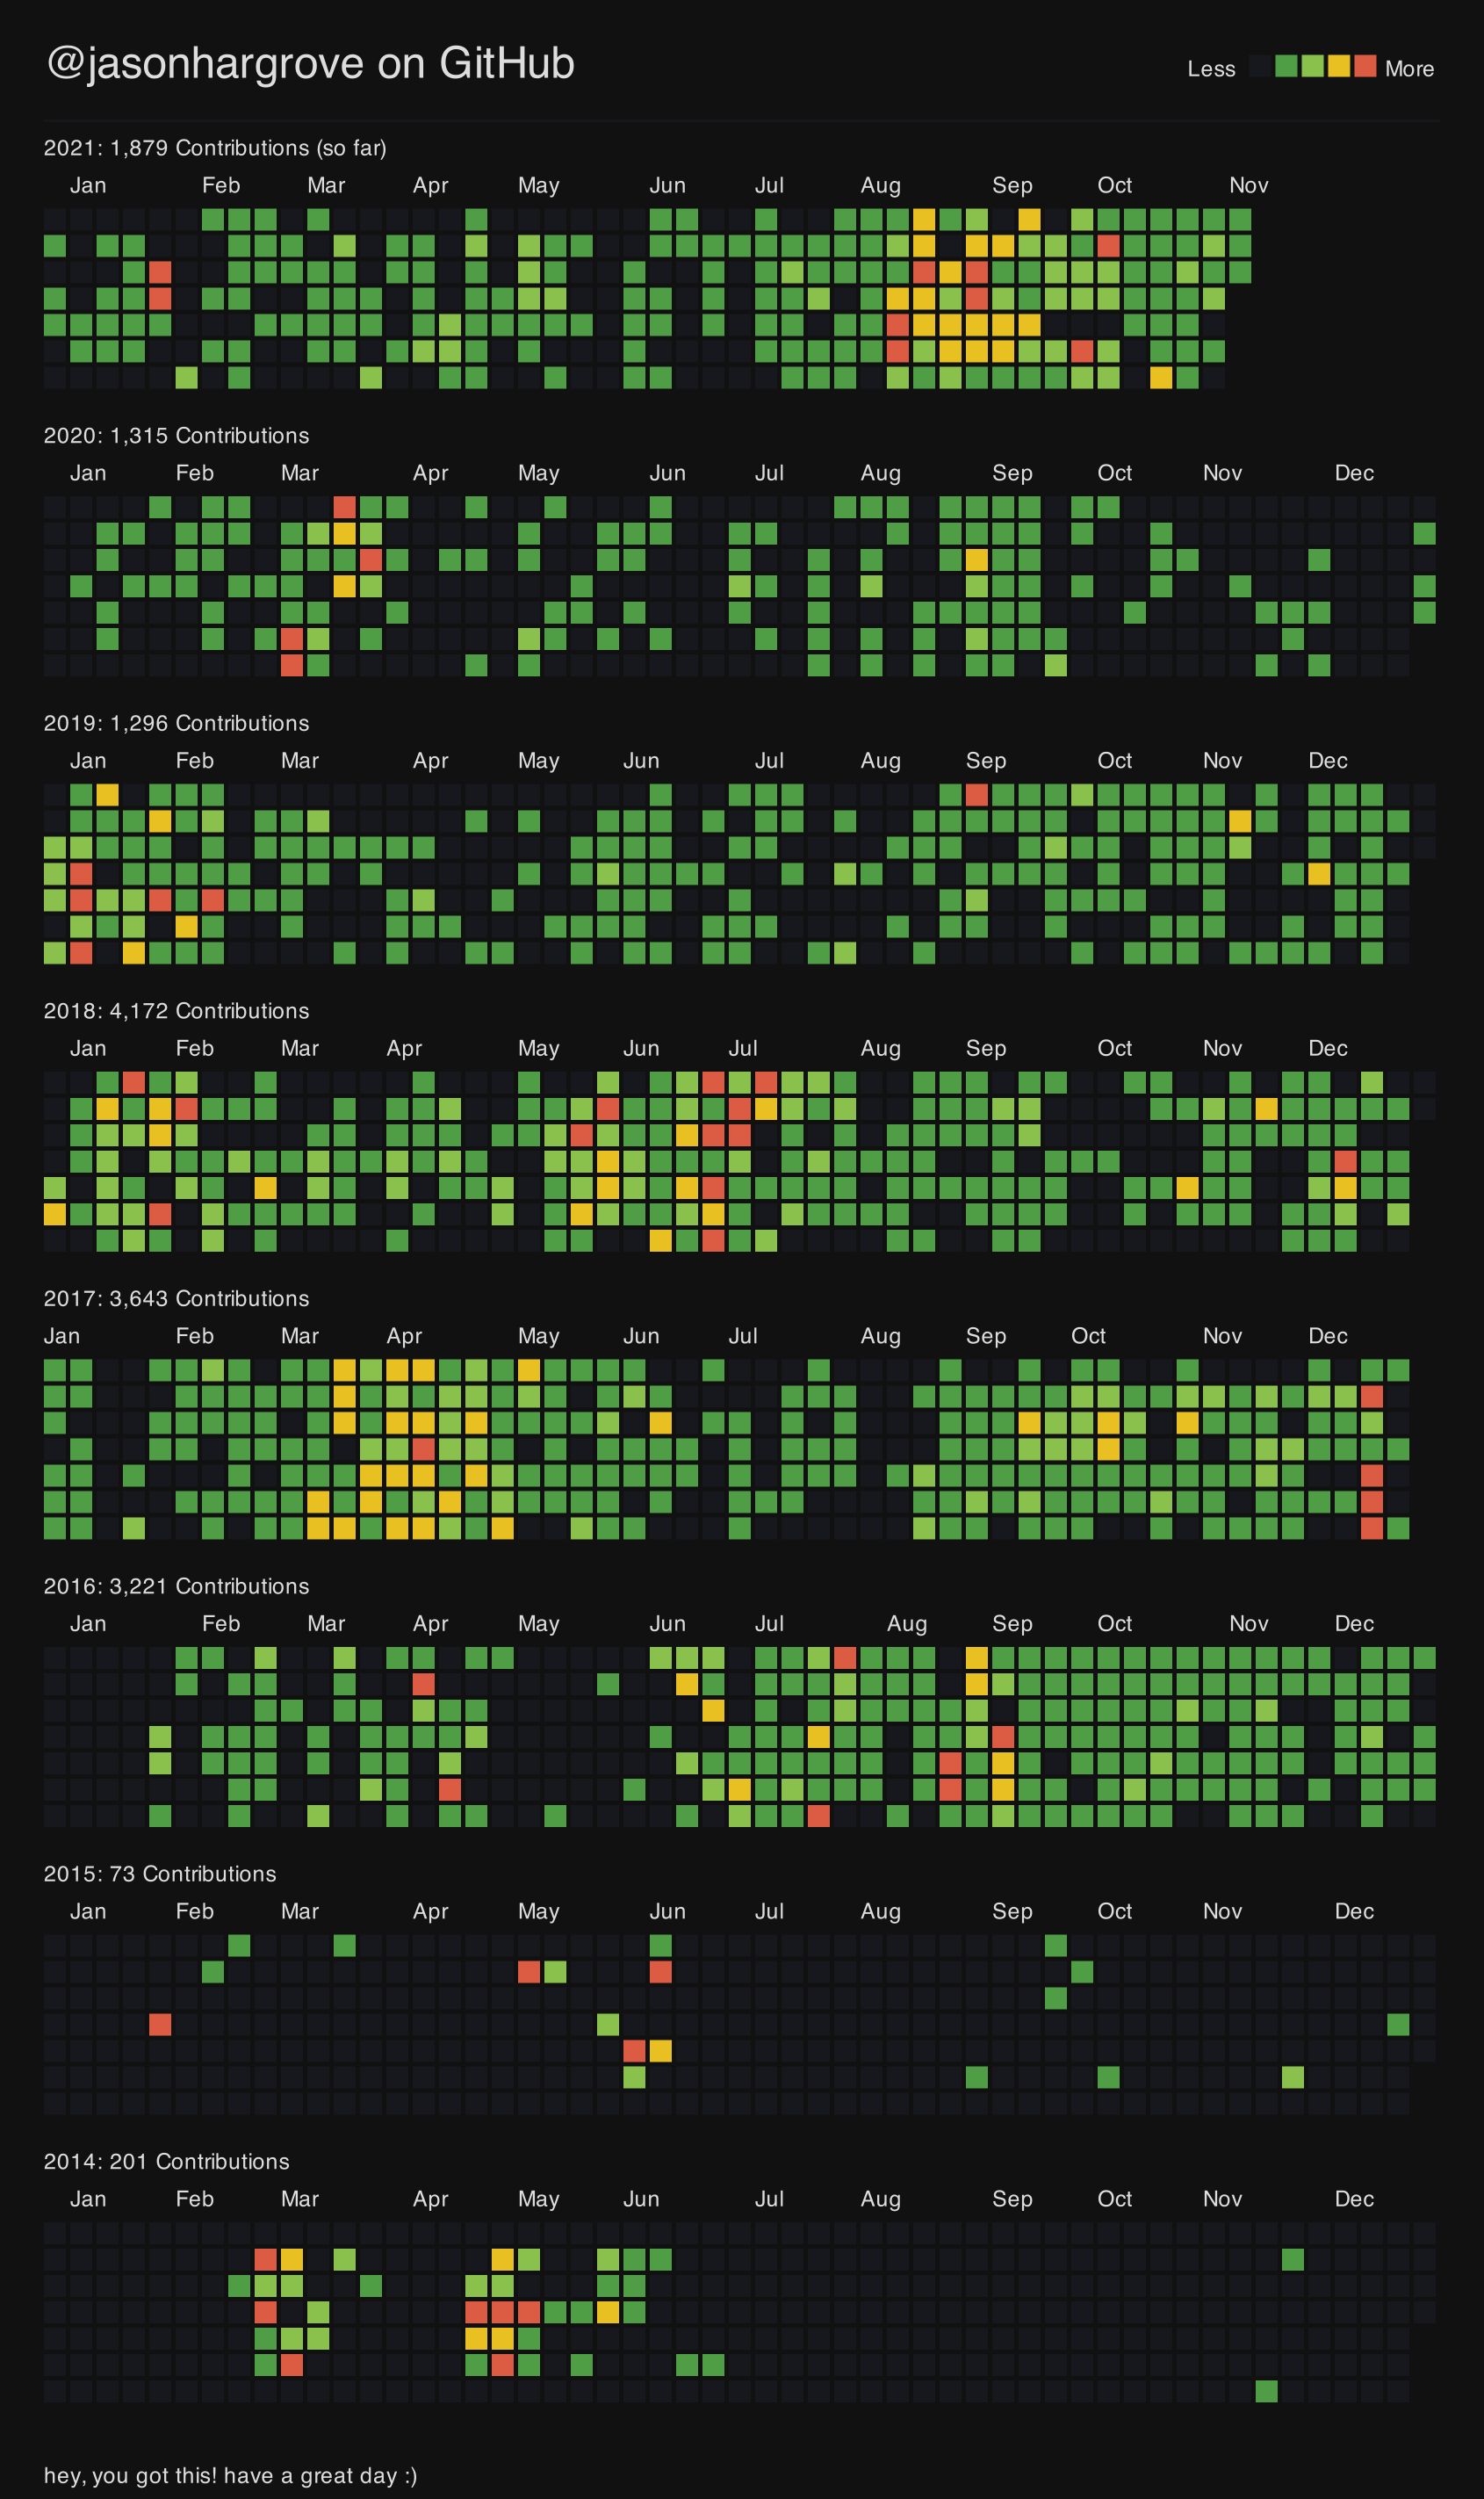 @jasonhargrove on GitHub
Less More
2021: 1,879 Contributions (so far)
Jan Feb Mar Apr May Jun Jul Aug Sep Oct Nov
2020: 1,315 Contributions
Jan Feb Mar Apr May Jun Jul Aug Sep Oct Nov Dec
2019: 1,296 Contributions
Jan Feb Mar Apr May Jun Jul Aug Sep Oct Nov Dec
2018: 4,172 Contributions
Jan Feb Mar Apr May Jun Jul Aug Sep Oct Nov Dec
2017: 3,643 Contributions
Jan Feb Mar Apr May Jun Jul Aug Sep Oct Nov Dec
2016: 3,221 Contributions
Jan Feb Mar Apr May Jun Jul Aug Sep Oct Nov Dec
2015: 73 Contributions
Jan Feb Mar Apr May Jun Jul Aug Sep Oct Nov Dec
2014: 201 Contributions
Jan Feb Mar Apr May Jun Jul Aug Sep Oct Nov Dec
hey, you got this! have a great day :)